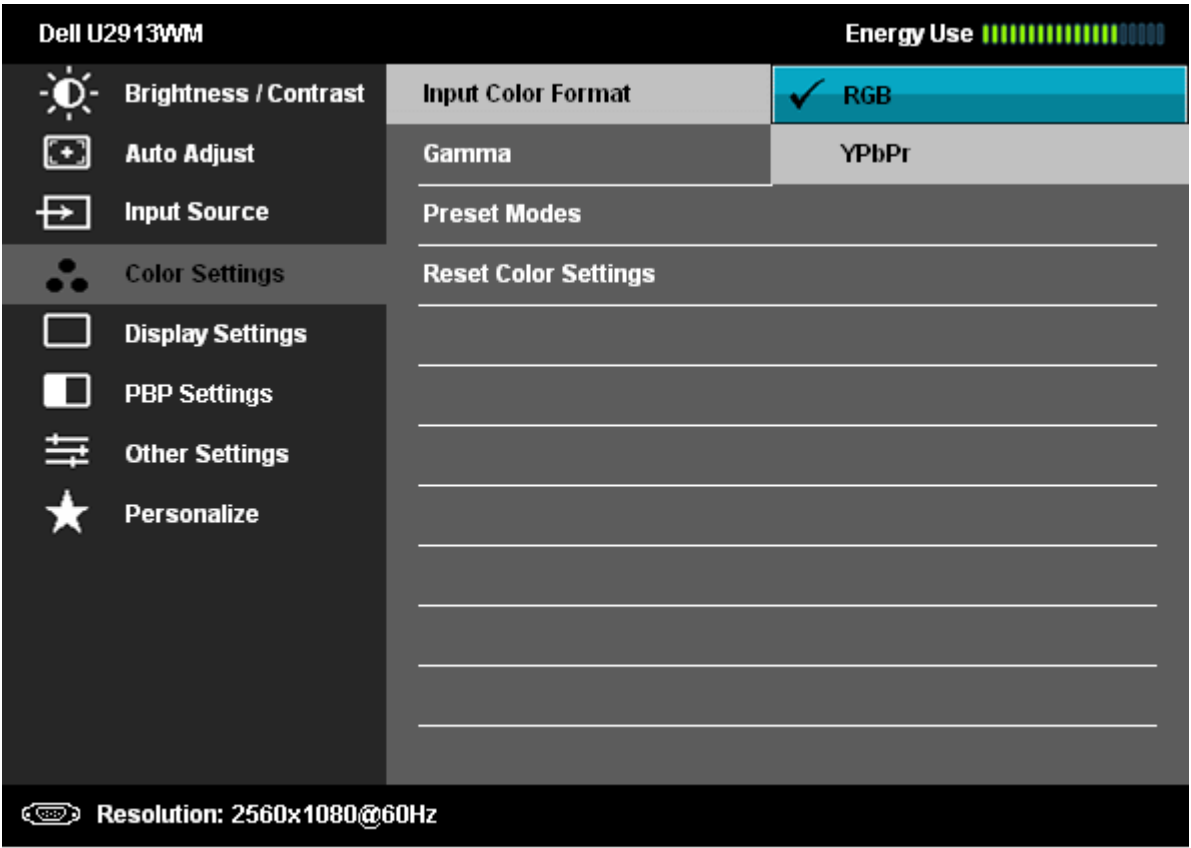 Dell U2913WM Energy Use
Brightness / Contrast Input Color Format RGB
Auto Adjust Gamma YPbPr
Input Source Preset Modes
Color Settings Reset Color Settings
Display Settings
PBP Settings
Other Settings
Personalize
Resolution: 2560x1080@60Hz